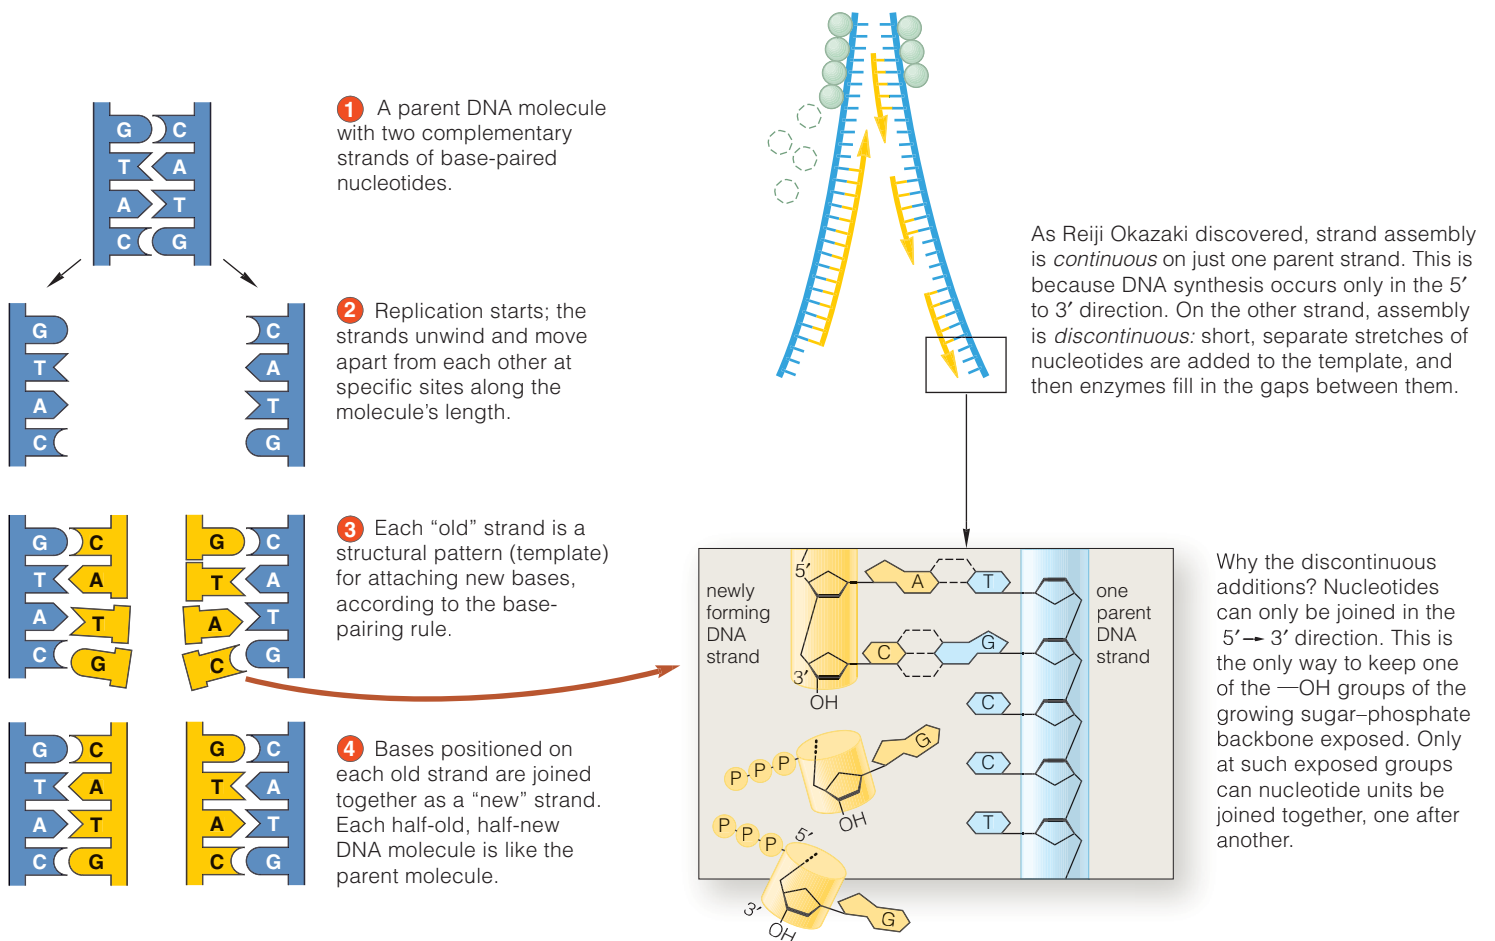 G C
T A
A T
C G
1 A parent DNA molecule
with two complementary
strands of base-paired
nucleotides.
G C
T A
A T
C G
2 Replication starts; the
strands unwind and move
apart from each other at
specific sites along the
molecule’s length.
G C G C
T A T A
A T A T
C G C G
3 Each “old” strand is a
structural pattern (template)
for attaching new bases,
according to the base-
pairing rule.
G C G C
T A T A
A T A T
C G C G
4 Bases positioned on
each old strand are joined
together as a “new” strand.
Each half-old, half-new
DNA molecule is like the
parent molecule.
As Reiji Okazaki discovered, strand assembly
is continuous on just one parent strand. This is
because DNA synthesis occurs only in the 5′
to 3′ direction. On the other strand, assembly
is discontinuous: short, separate stretches of
nucleotides are added to the template, and
then enzymes fill in the gaps between them.
newly
forming
DNA
strand
5′
A T
C G
3′
OH
C
C
T
one
parent
DNA
strand
P P P
G
OH
P P P
5′
3′
OH
G
Why the discontinuous
additions? Nucleotides
can only be joined in the
5′→ 3′ direction. This is
the only way to keep one
of the —OH groups of the
growing sugar–phosphate
backbone exposed. Only
at such exposed groups
can nucleotide units be
joined together, one after
another.